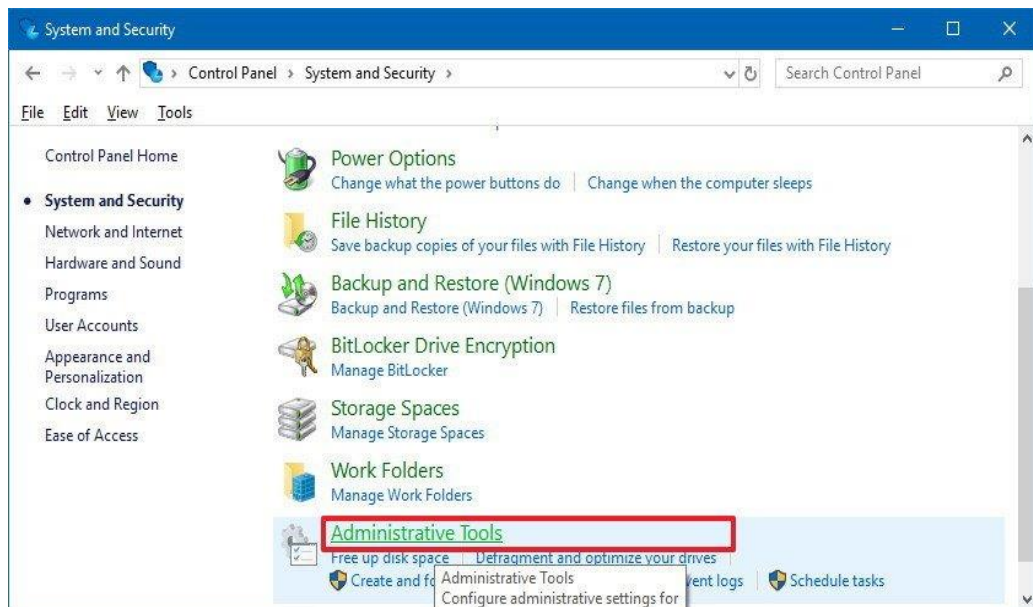 System and Security
Control Panel > System and Security >
Search Control Panel
File Edit View Tools
Control Panel Home
System and Security
Network and Internet
Hardware and Sound
Programs
User Accounts
Appearance and
Personalization
Clock and Region
Ease of Access
Power Options
Change what the power buttons do | Change when the computer sleeps
File History
Save backup copies of your files with File History | Restore your files with File History
Backup and Restore (Windows 7)
Backup and Restore (Windows 7) | Restore files from backup
BitLocker Drive Encryption
Manage BitLocker
Storage Spaces
Manage Storage Spaces
Work Folders
Manage Work Folders
Administrative Tools
Free up disk space | Defragment and optimize your drives
Create and logs Schedule tasks
Administrative Tools
Configure administrative settings for